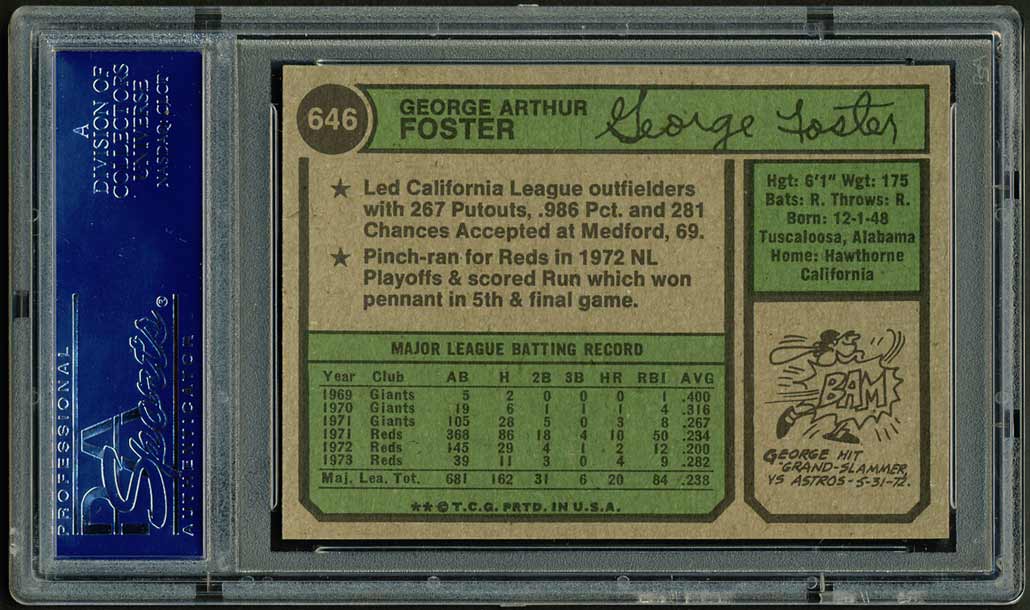 A
DIVISION OF
COLLECTORS
UNIVERSE
NASDAQ:CLCT
PSA
Sports ®
PROFESSIONAL
AUTHENTICATOR
PSA
646
GEORGE ARTHUR
FOSTER
George Foster
★ Led California League outfielders
with 267 Putouts, .986 Pct. and 281
Chances Accepted at Medford, 69.
★ Pinch-ran for Reds in 1972 NL
Playoffs & scored Run which won
pennant in 5th & final game.
Hgt: 6'1" Wgt: 175
Bats: R. Throws: R.
Born: 12-1-48
Tuscaloosa, Alabama
Home: Hawthorne
California
MAJOR LEAGUE BATTING RECORD
Year Club AB H 2B 3B HR RBI AVG
1969 Giants 5 2 0 0 0 1 .400
1970 Giants 19 6 1 1 1 4 .316
1971 Giants 105 28 5 0 3 8 .267
1971 Reds 368 86 18 4 10 50 .234
1972 Reds 145 29 4 1 2 12 .200
1973 Reds 39 11 3 0 4 9 .282
Maj. Lea. Tot. 681 162 31 6 20 84 .238
★★©T.C.G. PRTD. IN U.S.A.
BAM
GEORGE HIT
GRAND-SLAMMER,
VS ASTROS-5-31-72.